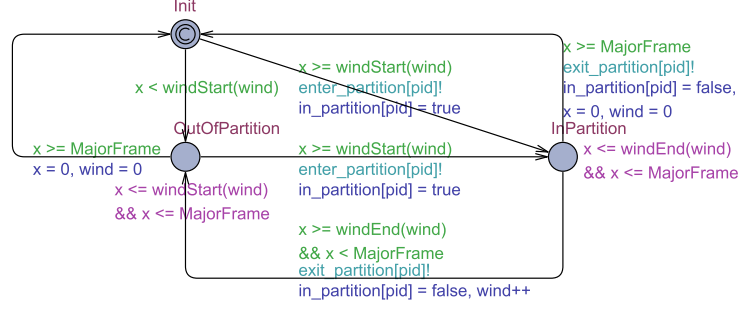 Init
C
x >= MajorFrame
exit_partition[pid]!
in_partition[pid] = false,
x = 0, wind = 0
x >= windStart(wind)
enter_partition[pid]!
in_partition[pid] = true
x < windStart(wind)
OutOfPartition
InPartition
x >= MajorFrame
x = 0, wind = 0
x >= windStart(wind)
enter_partition[pid]!
in_partition[pid] = true
x <= windEnd(wind)
&& x <= MajorFrame
x <= windStart(wind)
&& x <= MajorFrame
x >= windEnd(wind)
&& x < MajorFrame
exit_partition[pid]!
in_partition[pid] = false, wind++